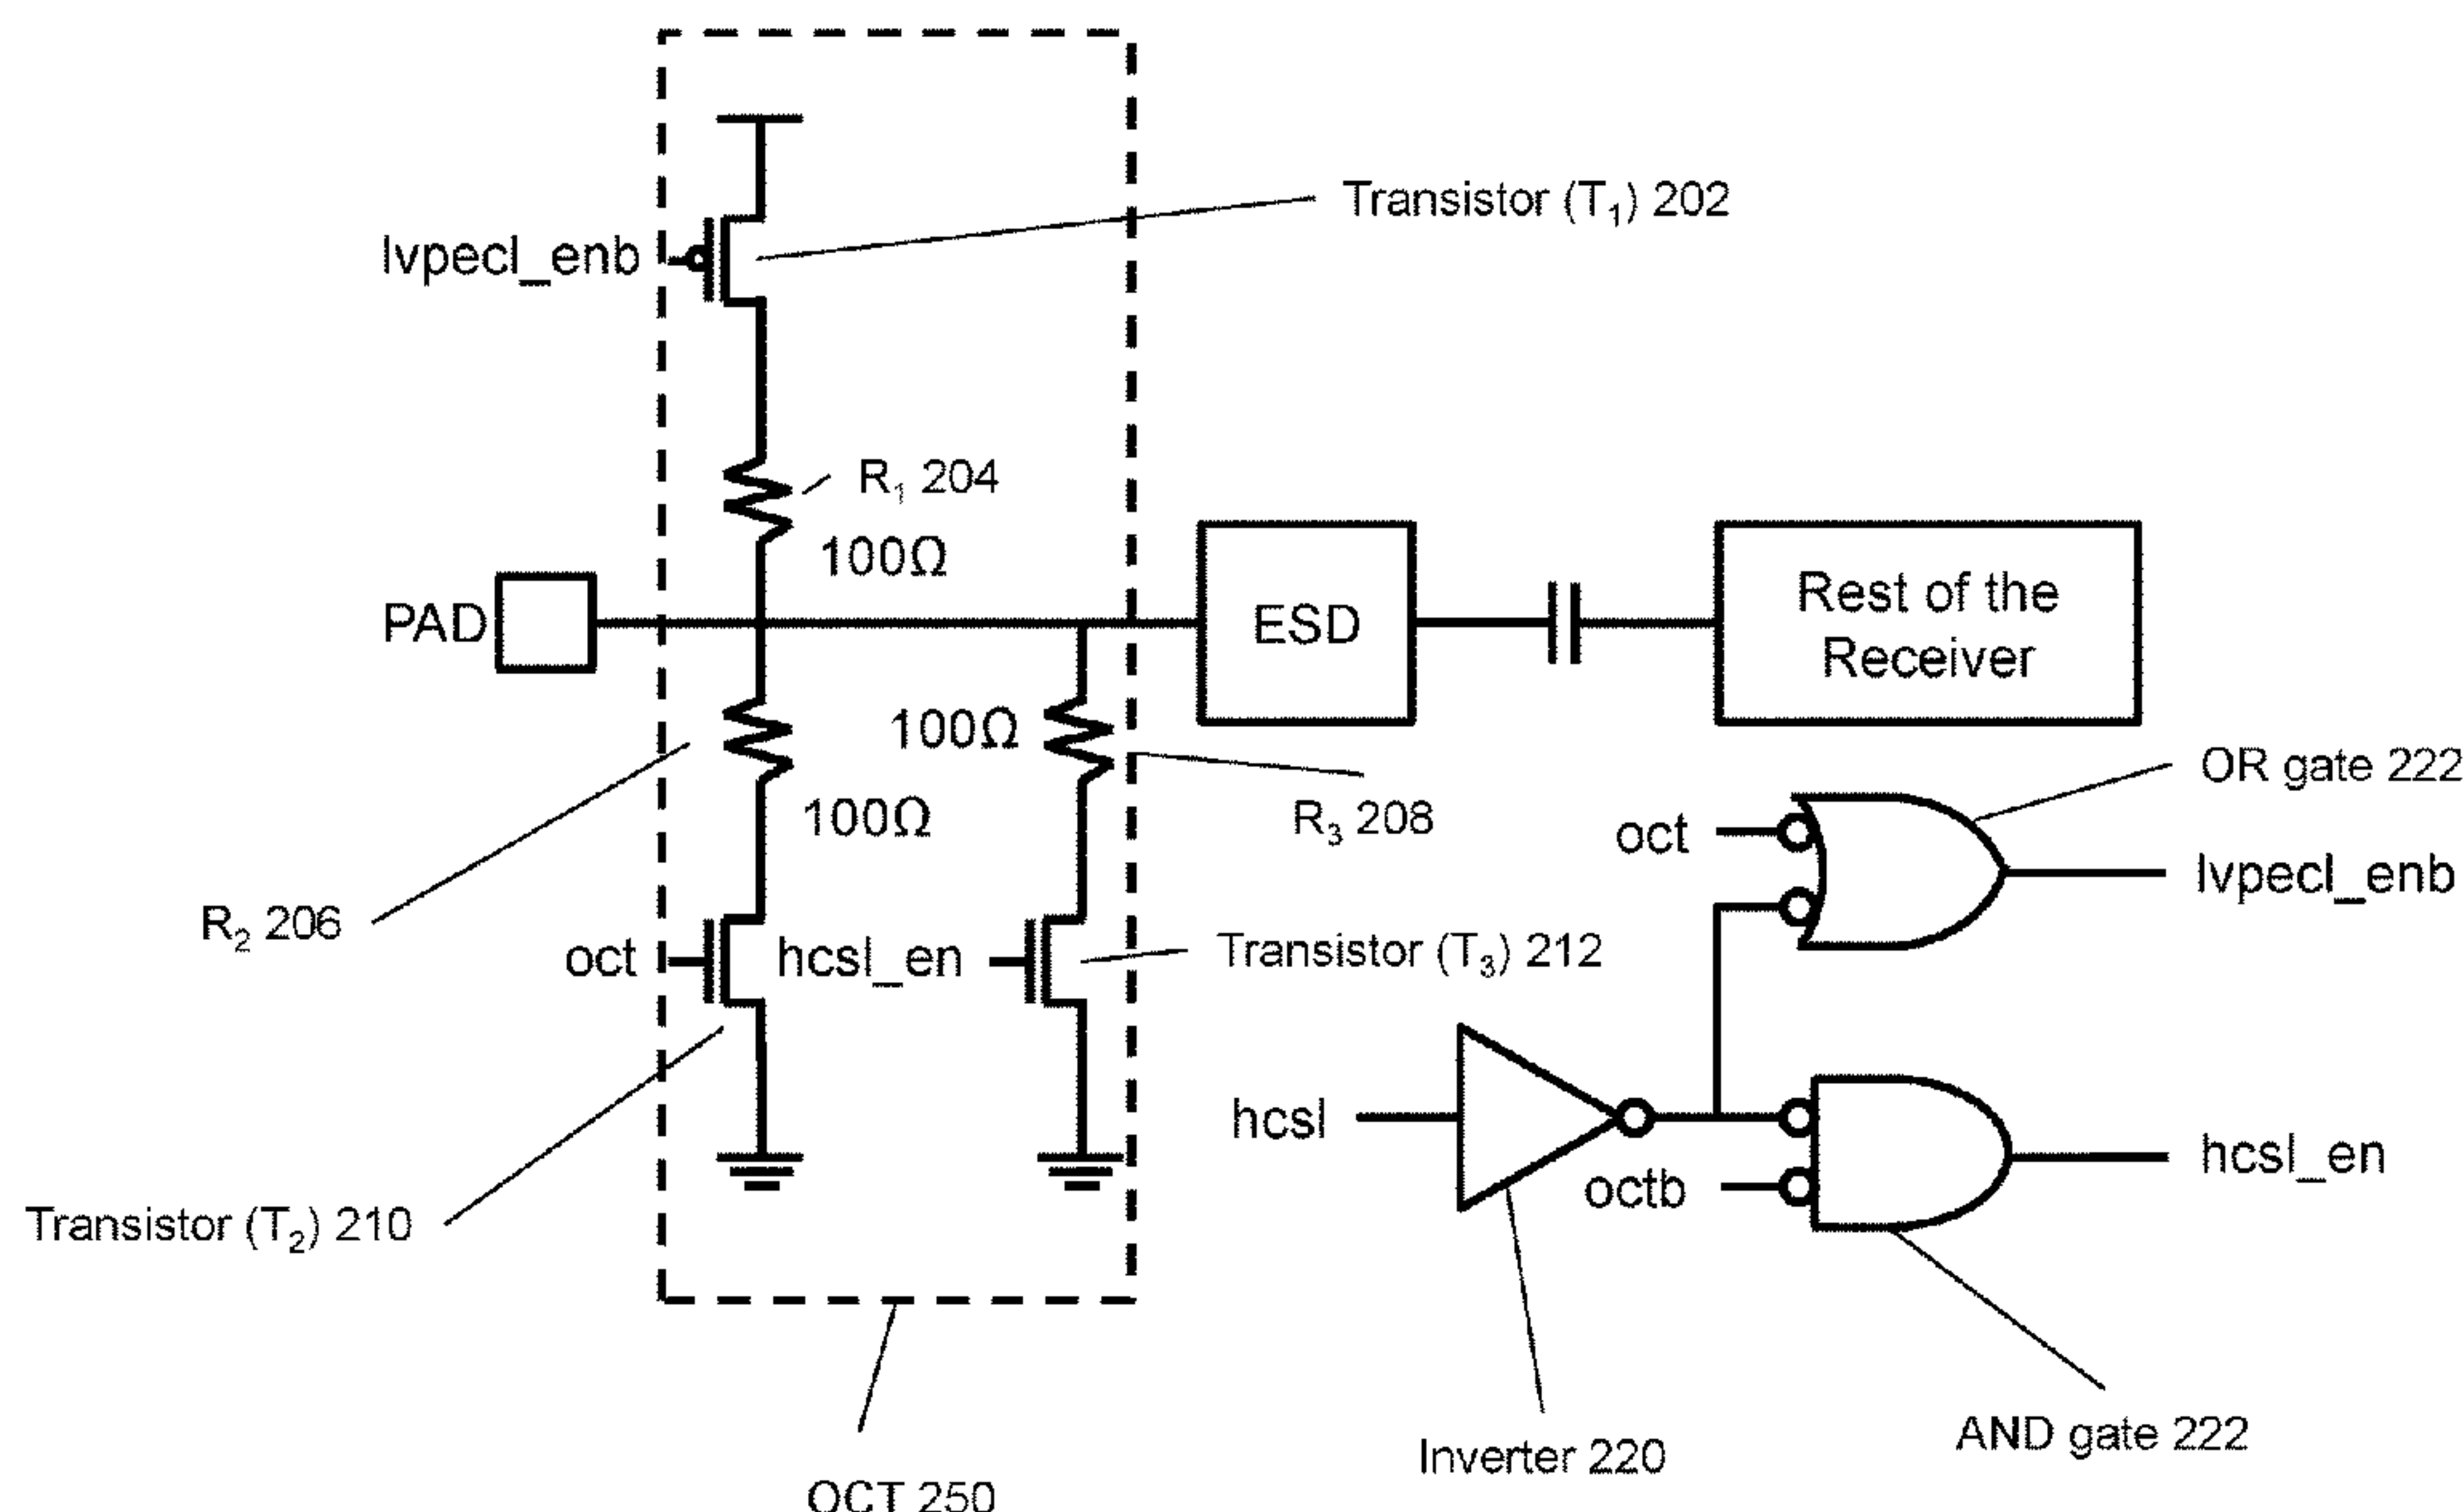 Transistor (T1) 202
lvpecl_enb
R1 204
100Ω
PAD
ESD
Rest of the
Receiver
100Ω
100Ω
R3 208
OR gate 222
oct
lvpecl_enb
R2 206
oct
hcsl_en
Transistor (T3) 212
hcsl
octb
hcsl_en
Transistor (T2) 210
Inverter 220
AND gate 222
OCT 250